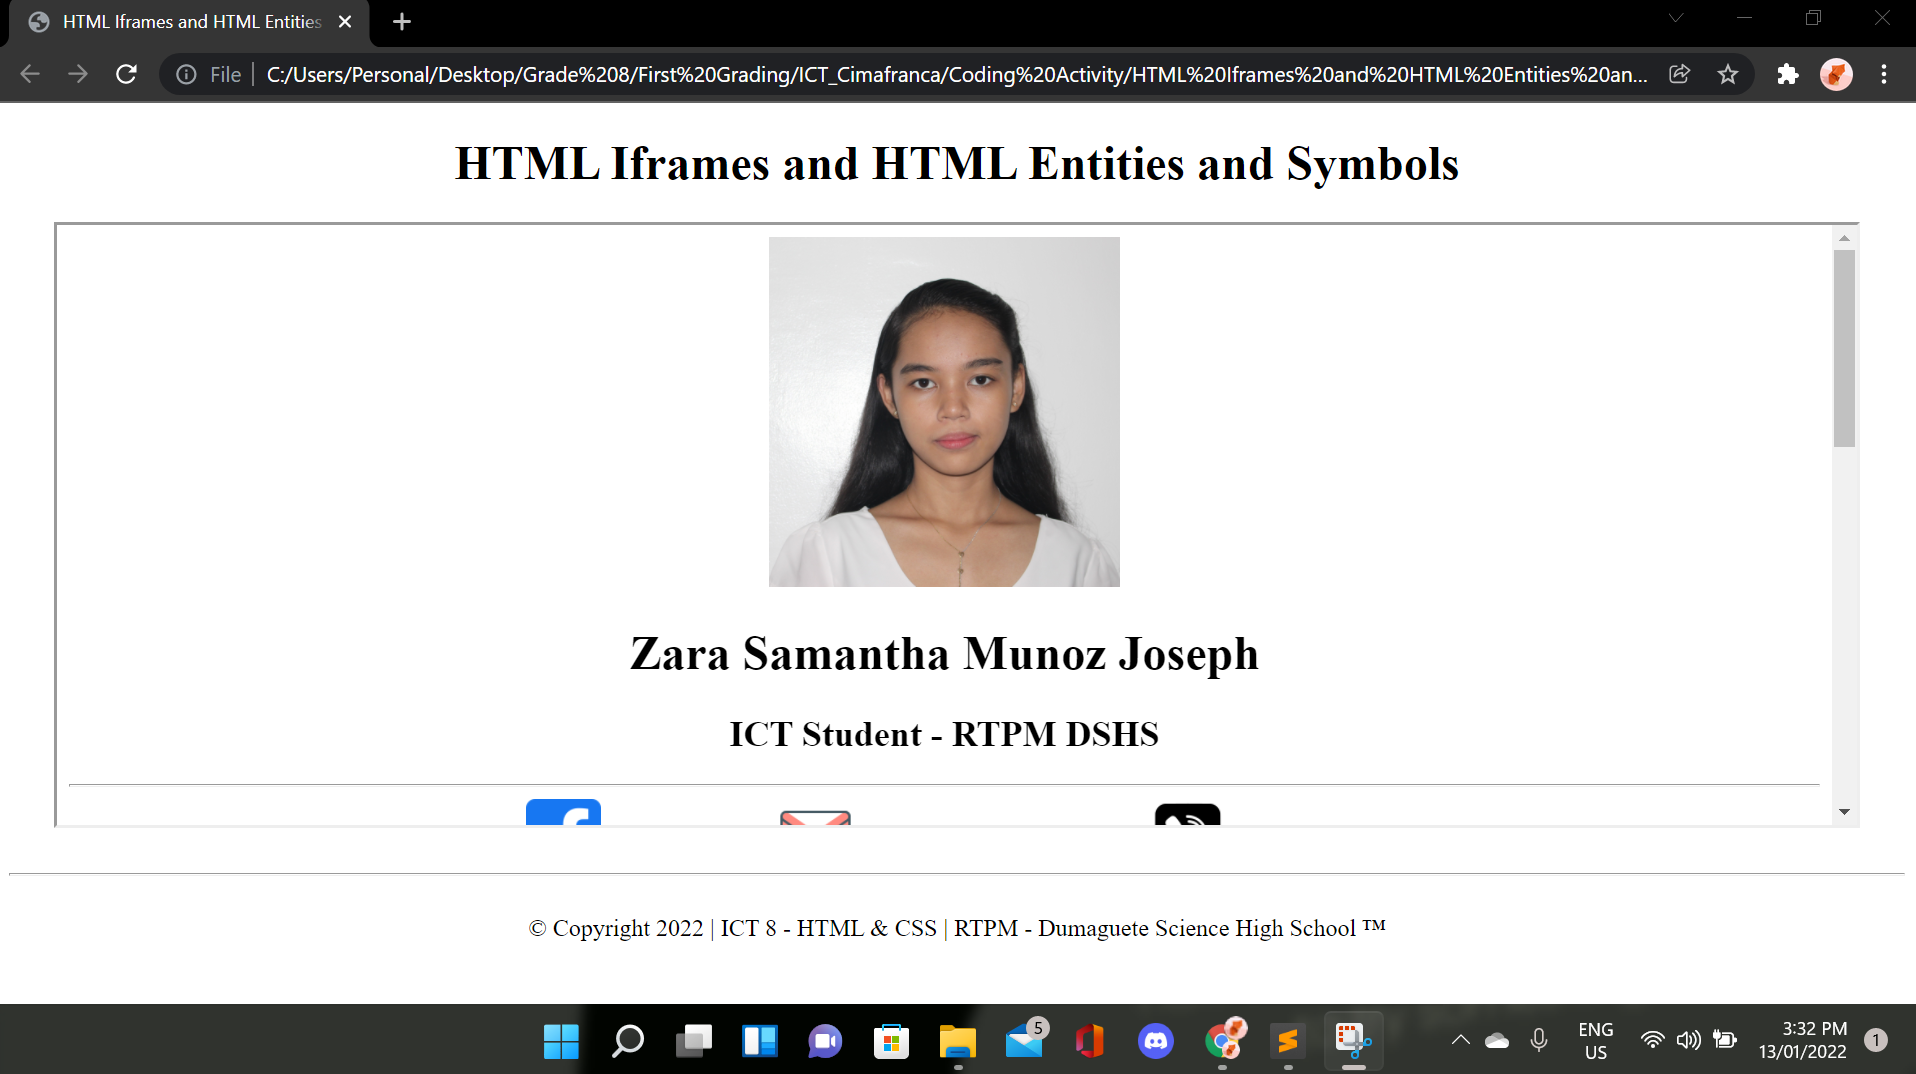 HTML Iframes and HTML Entities
File
C:/Users/Personal/Desktop/Grade%208/First%20Grading/ICT_Cimafranca/Coding%20Activity/HTML%20Iframes%20and%20HTML%20Entities%20an...
HTML Iframes and HTML Entities and Symbols
Zara Samantha Munoz Joseph
ICT Student - RTPM DSHS
© Copyright 2022 | ICT 8 - HTML & CSS | RTPM - Dumaguete Science High School ™
5
ENG
US
3:32 PM
13/01/2022
1